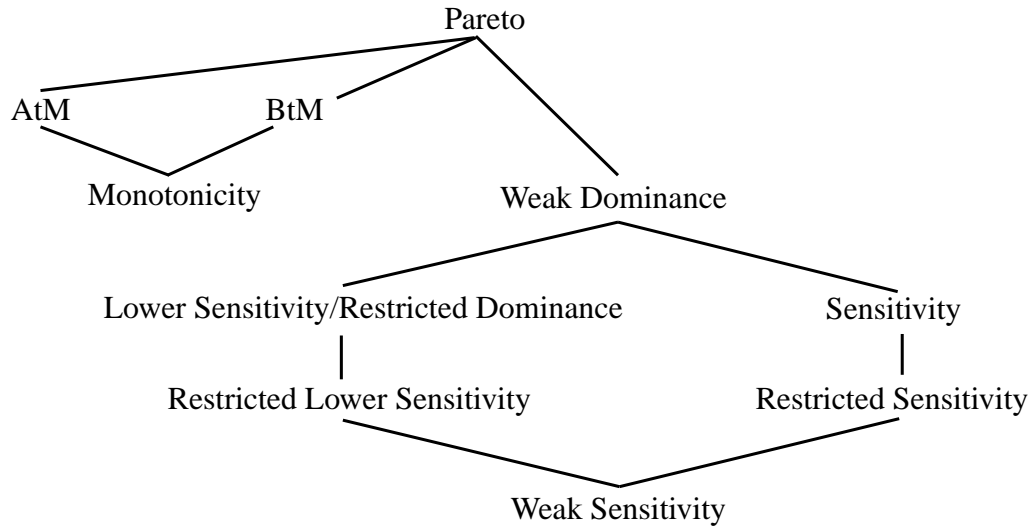 Pareto
AtM
BtM
Monotonicity
Weak Dominance
Lower Sensitivity/Restricted Dominance
Sensitivity
Restricted Lower Sensitivity
Restricted Sensitivity
Weak Sensitivity